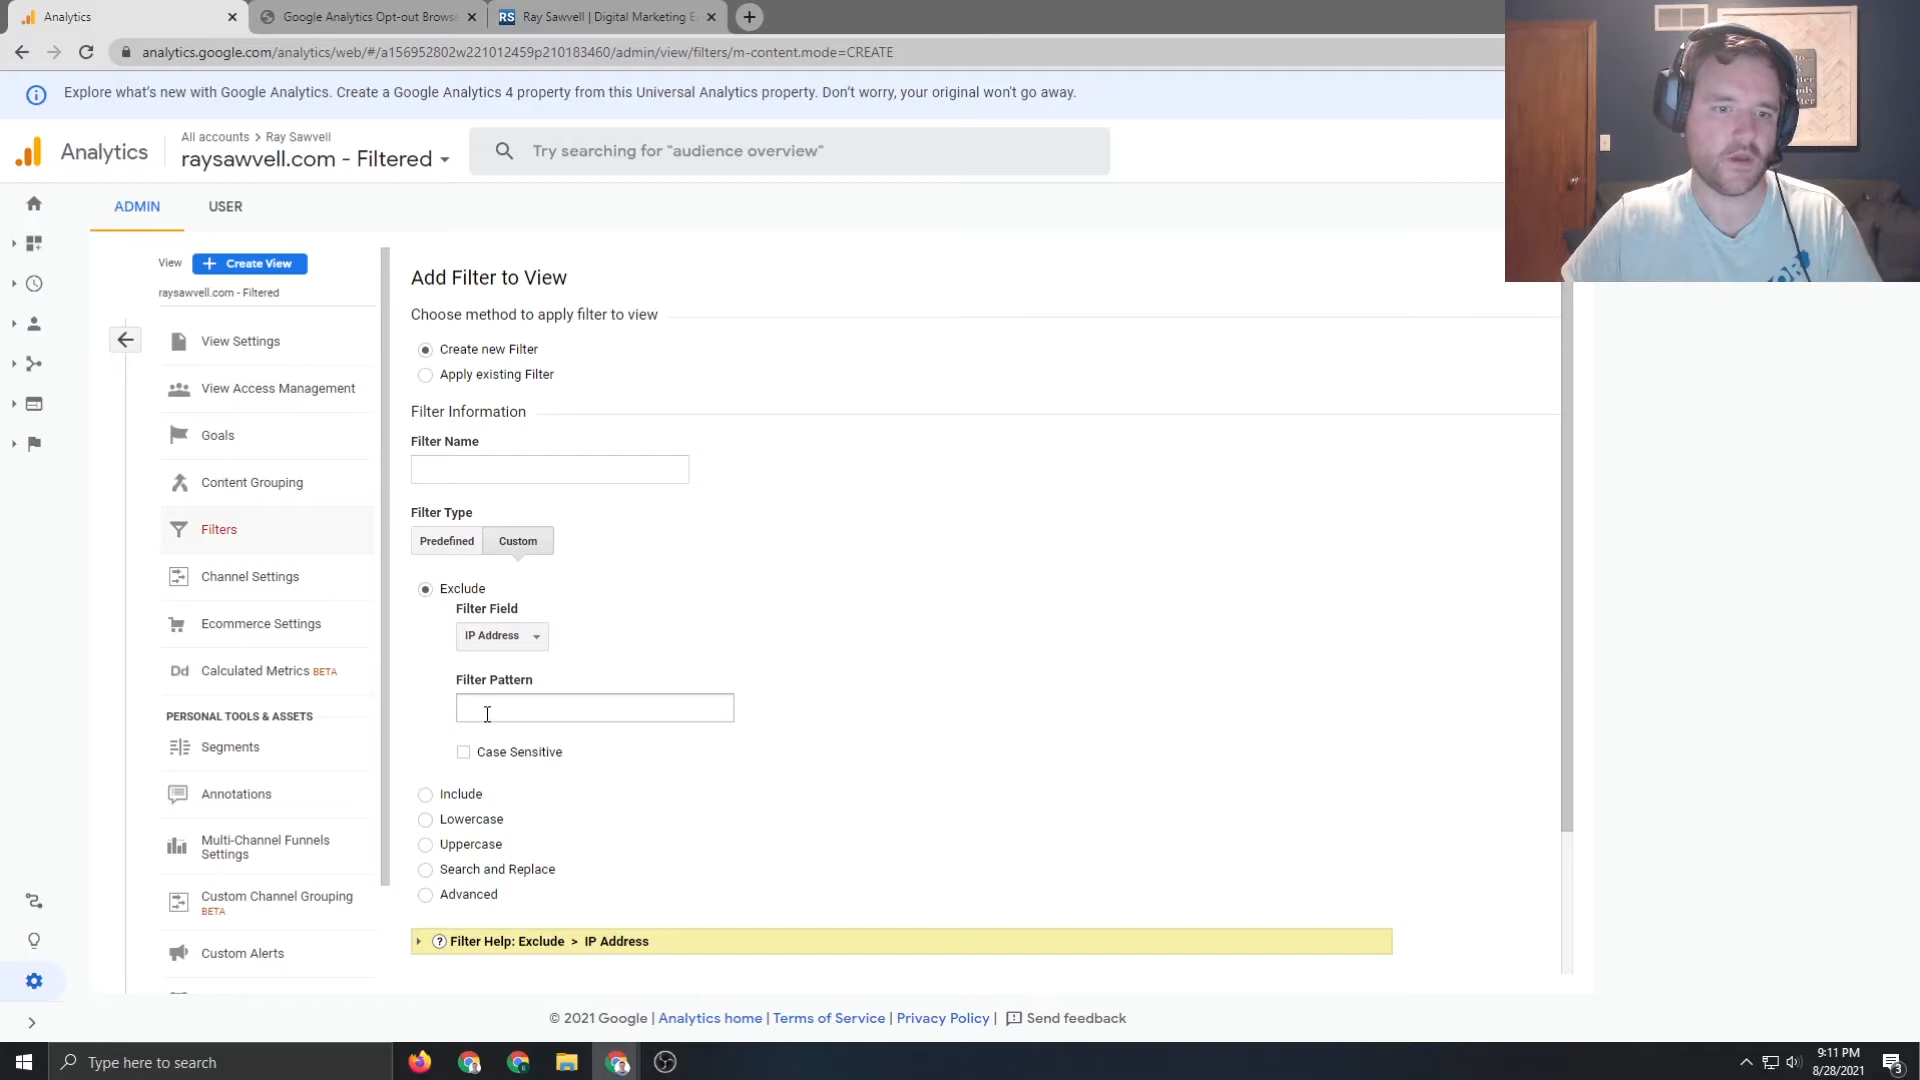 Analytics
Google Analytics Opt-out Browse
Ray Sawvell | Digital Marketing E
analytics.google.com/analytics/web/#/a156952802w221012459p210183460/admin/view/filters/m-content.mode=CREATE
Explore what's new with Google Analytics. Create a Google Analytics 4 property from this Universal Analytics property. Don't worry, your original won't go away.
Analytics
All accounts > Ray Sawvell
raysawvell.com - Filtered
Try searching for "audience overview"
ADMIN
USER
View
+ Create View
raysawvell.com - Filtered
View Settings
View Access Management
Goals
Content Grouping
Filters
Channel Settings
Ecommerce Settings
Dd Calculated Metrics BETA
PERSONAL TOOLS & ASSETS
Segments
Annotations
Multi-Channel Funnels
Settings
Custom Channel Grouping
BETA
Custom Alerts
Add Filter to View
Choose method to apply filter to view
Create new Filter
Apply existing Filter
Filter Information
Filter Name
Filter Type
Predefined
Custom
Exclude
Filter Field
IP Address
Filter Pattern
Case Sensitive
Include
Lowercase
Uppercase
Search and Replace
Advanced
? Filter Help: Exclude > IP Address
© 2021 Google | Analytics home | Terms of Service | Privacy Policy | Send feedback
Type here to search
9:11 PM
8/28/2021
3